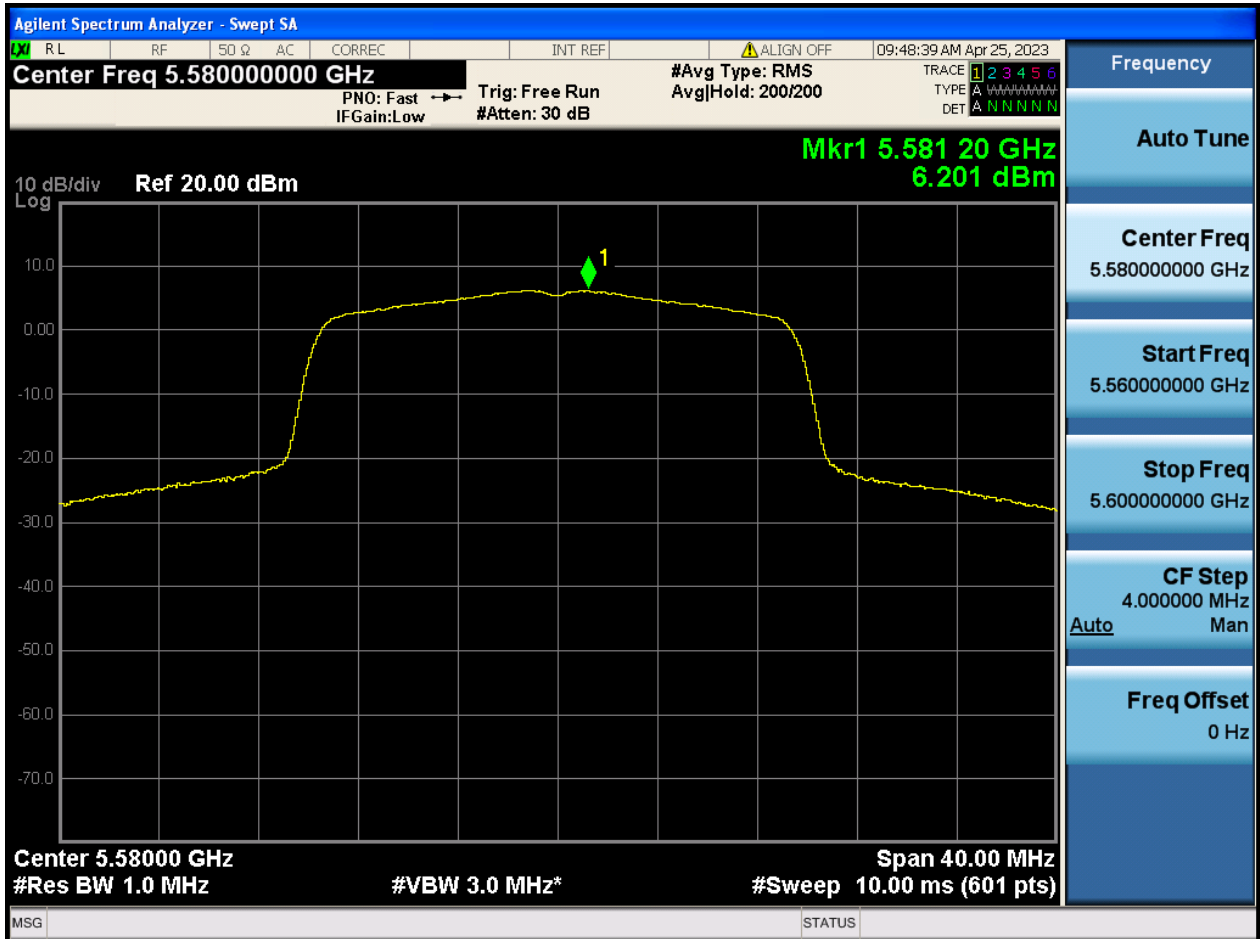 Agilent Spectrum Analyzer - Swept SA
LXI RL RF 50 Ω AC CORREC INT REF ALIGN OFF 09:48:39 AM Apr 25, 2023
Center Freq 5.580000000 GHz
PNO: Fast
IFGain:Low
Trig: Free Run
#Atten: 30 dB
#Avg Type: RMS
Avg|Hold: 200/200
TRACE 1 2 3 4 5 6
TYPE A WWWWW
DET A N N N N N
Mkr1 5.581 20 GHz
6.201 dBm
10 dB/div Ref 20.00 dBm
Log
1
10.0
0.00
-10.0
-20.0
-30.0
-40.0
-50.0
-60.0
-70.0
Center 5.58000 GHz Span 40.00 MHz
#Res BW 1.0 MHz #VBW 3.0 MHz* #Sweep 10.00 ms (601 pts)
MSG STATUS
Frequency
Auto Tune
Center Freq
5.580000000 GHz
Start Freq
5.560000000 GHz
Stop Freq
5.600000000 GHz
CF Step
4.000000 MHz
Auto Man
Freq Offset
0 Hz